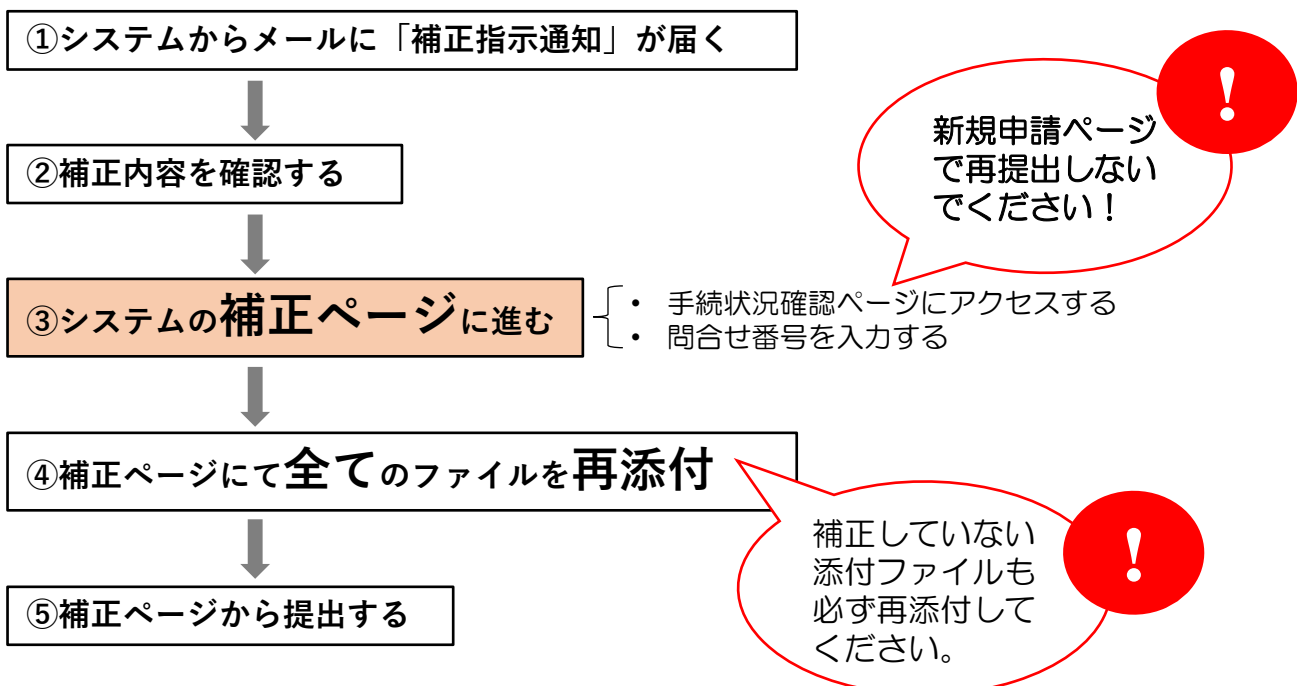 ①システムからメールに「補正指示通知」が届く
②補正内容を確認する
!
新規申請ページ
で再提出しない
でください！
③システムの補正ページに進む
・ 手続状況確認ページにアクセスする
・ 問合せ番号を入力する
④補正ページにて全てのファイルを再添付
!
補正していない
添付ファイルも
必ず再添付して
ください。
⑤補正ページから提出する